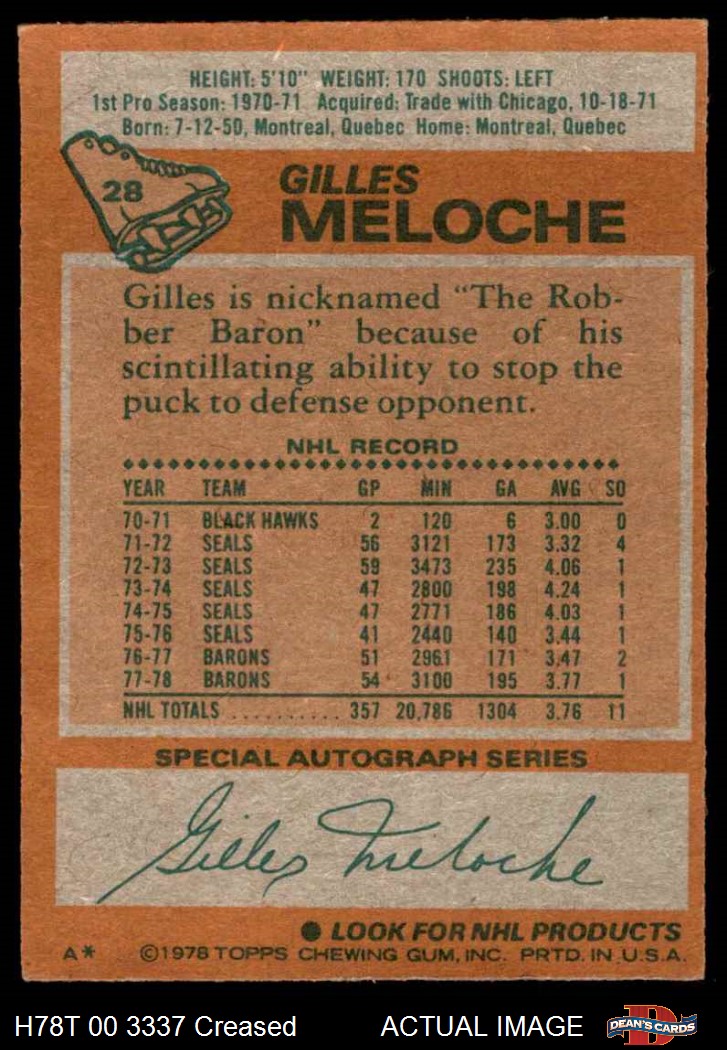 HEIGHT: 5'10" WEIGHT: 170 SHOOTS: LEFT
1st Pro Season: 1970-71 Acquired: Trade with Chicago, 10-18-71
Born: 7-12-50, Montreal, Quebec Home: Montreal, Quebec
28
GILLES
MELOCHE
Gilles is nicknamed “The Rob-
ber Baron” because of his
scintillating ability to stop the
puck to defense opponent.
NHL RECORD
YEAR TEAM GP MIN GA AVG SO
70-71 BLACK HAWKS 2 120 6 3.00 0
71-72 SEALS 56 3121 173 3.32 4
72-73 SEALS 59 3473 235 4.06 1
73-74 SEALS 47 2800 198 4.24 1
74-75 SEALS 47 2771 186 4.03 1
75-76 SEALS 41 2440 140 3.44 1
76-77 BARONS 51 2961 171 3.47 2
77-78 BARONS 54 3100 195 3.77 1
NHL TOTALS .......... 357 20,786 1304 3.76 11
SPECIAL AUTOGRAPH SERIES
Gilles Meloche
● LOOK FOR NHL PRODUCTS
A* ©1978 TOPPS CHEWING GUM, INC. PRTD. IN U.S.A.
H78T 00 3337 Creased ACTUAL IMAGE DEAN'S CARDS